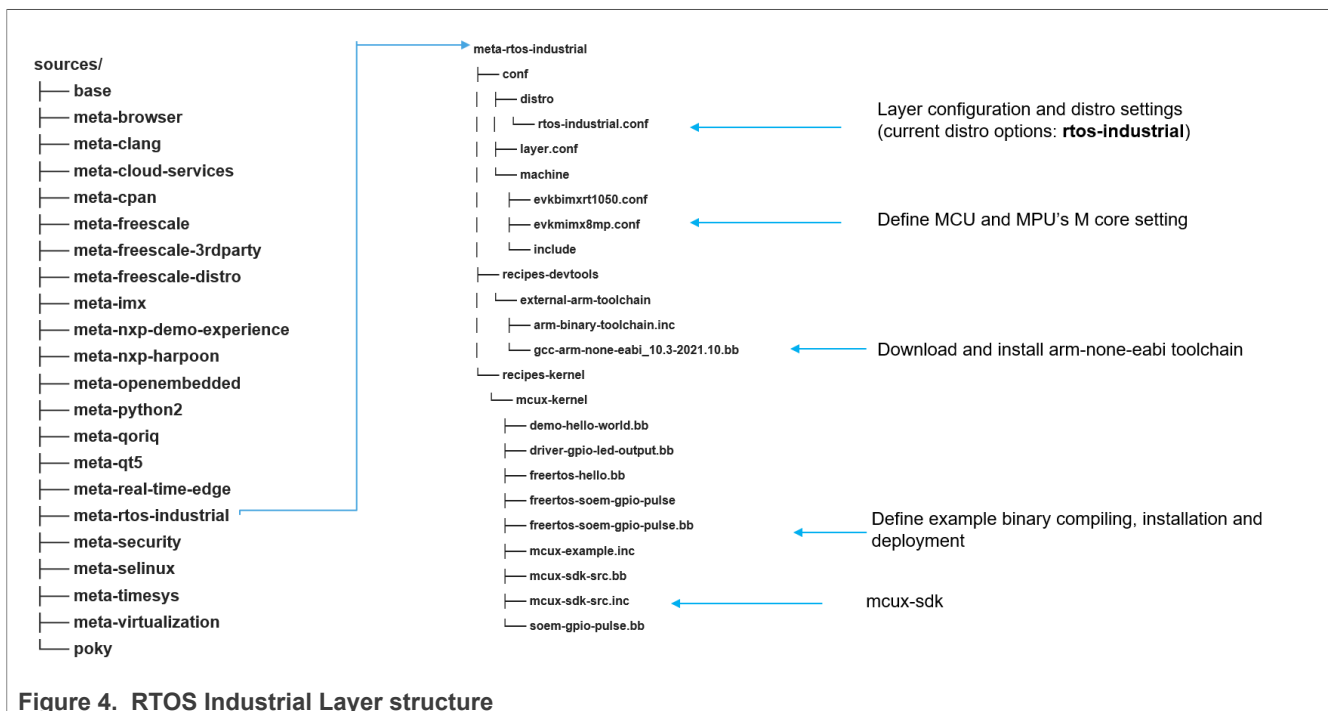 sources/
├── base
├── meta-browser
├── meta-clang
├── meta-cloud-services
├── meta-cpan
├── meta-freescale
├── meta-freescale-3rdparty
├── meta-freescale-distro
├── meta-imx
├── meta-nxp-demo-experience
├── meta-nxp-harpoon
├── meta-openembedded
├── meta-python2
├── meta-qoriq
├── meta-qt5
├── meta-real-time-edge
├── meta-rtos-industrial
├── meta-security
├── meta-selinux
├── meta-timesys
├── meta-virtualization
└── poky
meta-rtos-industrial
├── conf
│ ├── distro
│ │ └── rtos-industrial.conf
│ ├── layer.conf
│ └── machine
│ ├── evkbimxrt1050.conf
│ ├── evkmimx8mp.conf
│ └── include
├── recipes-devtools
│ └── external-arm-toolchain
│ ├── arm-binary-toolchain.inc
│ └── gcc-arm-none-eabi_10.3-2021.10.bb
└── recipes-kernel
└── mcux-kernel
├── demo-hello-world.bb
├── driver-gpio-led-output.bb
├── freertos-hello.bb
├── freertos-soem-gpio-pulse
├── freertos-soem-gpio-pulse.bb
├── mcux-example.inc
├── mcux-sdk-src.bb
├── mcux-sdk-src.inc
└── soem-gpio-pulse.bb
Layer configuration and distro settings
(current distro options: rtos-industrial)
Define MCU and MPU's M core setting
Download and install arm-none-eabi toolchain
Define example binary compiling, installation and
deployment
mcux-sdk
Figure 4. RTOS Industrial Layer structure